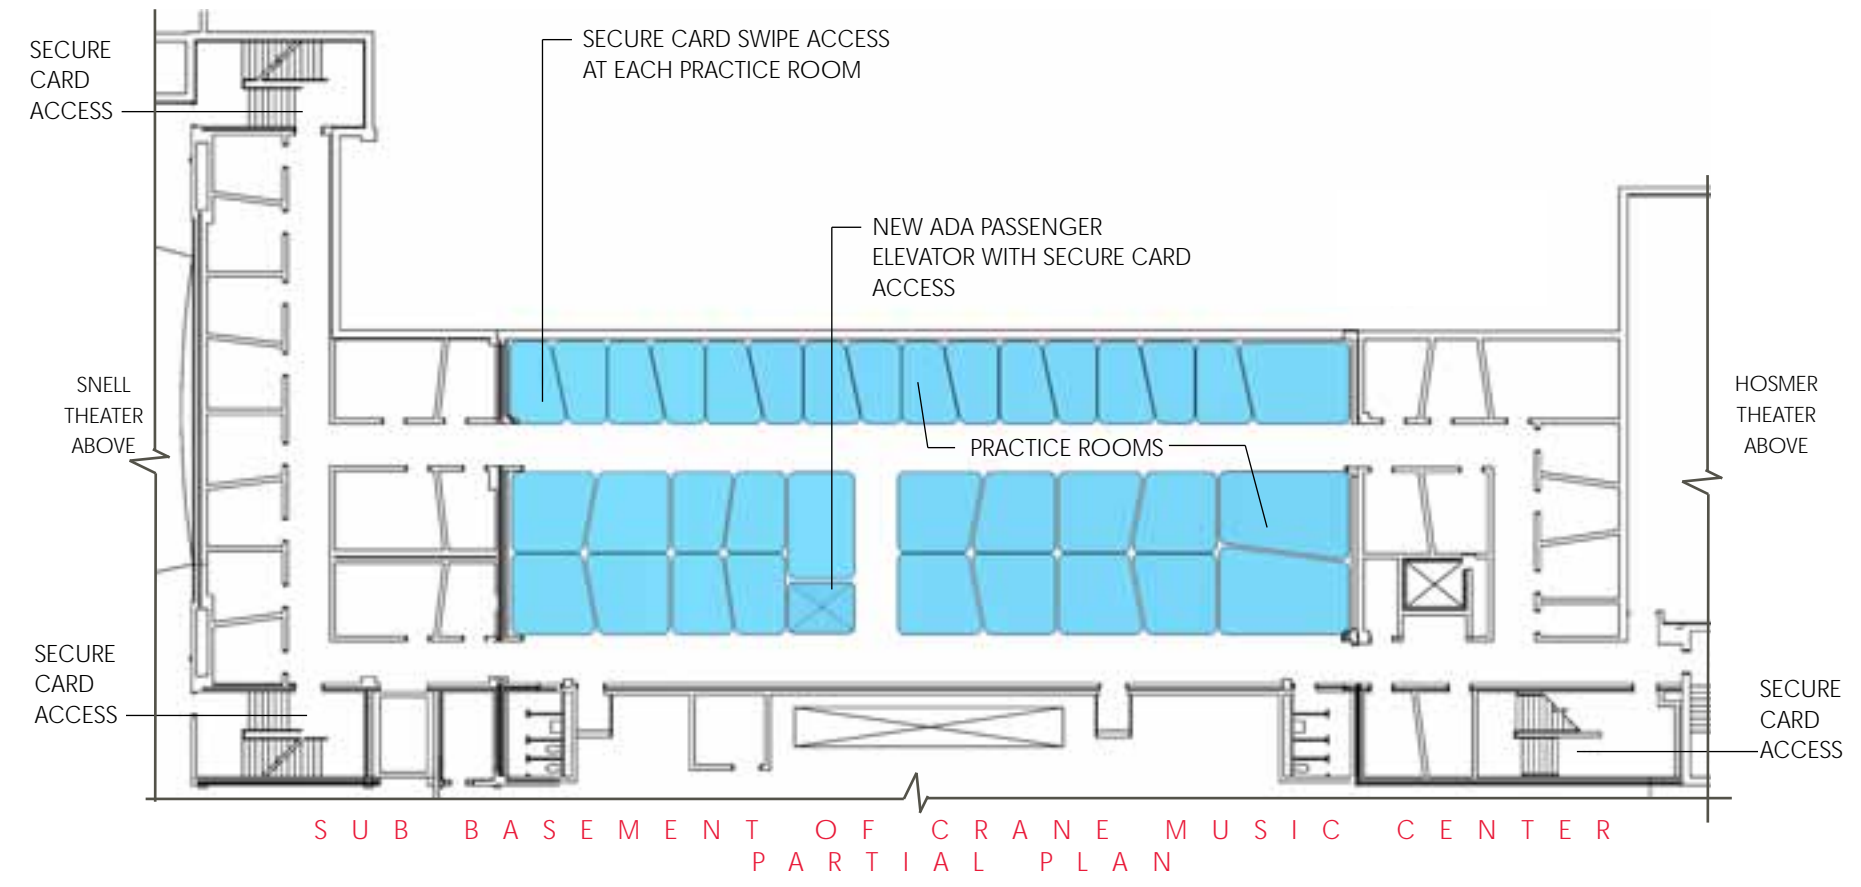 SECURE
CARD
ACCESS
SECURE CARD SWIPE ACCESS
AT EACH PRACTICE ROOM
NEW ADA PASSENGER
ELEVATOR WITH SECURE CARD
ACCESS
SNELL
THEATER
ABOVE
HOSMER
THEATER
ABOVE
PRACTICE ROOMS
SECURE
CARD
ACCESS
SECURE
CARD
ACCESS
SUB BASEMENT OF CRANE MUSIC CENTER
PARTIAL PLAN